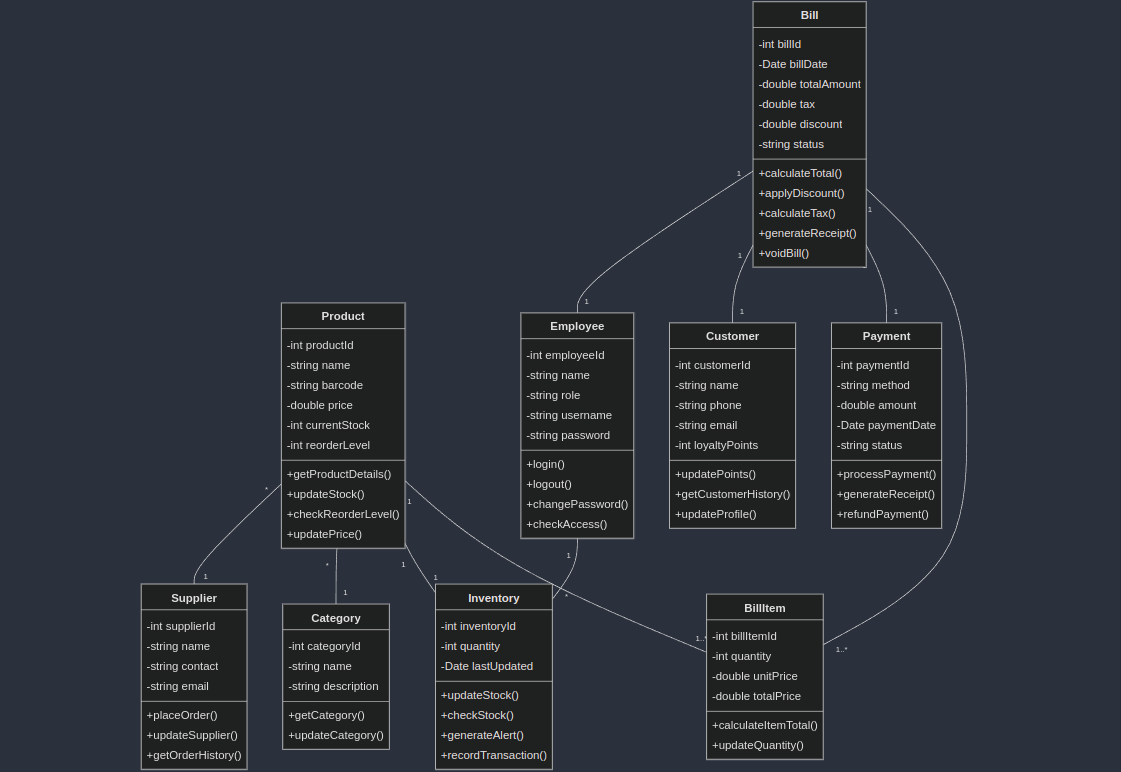 Bill
-int billId
-Date billDate
-double totalAmount
-double tax
-double discount
-string status
+calculateTotal()
+applyDiscount()
+calculateTax()
+generateReceipt()
+voidBill()
1
1
1
1
1
1
Product
-int productId
-string name
-string barcode
-double price
-int currentStock
-int reorderLevel
+getProductDetails()
+updateStock()
+checkReorderLevel()
+updatePrice()
Employee
-int employeeId
-string name
-string role
-string username
-string password
+login()
+logout()
+changePassword()
+checkAccess()
Customer
-int customerId
-string name
-string phone
-string email
-int loyaltyPoints
+updatePoints()
+getCustomerHistory()
+updateProfile()
Payment
-int paymentId
-string method
-double amount
-Date paymentDate
-string status
+processPayment()
+generateReceipt()
+refundPayment()
*
1
*
1
1
1
1
1
*
1..*
1..*
Supplier
-int supplierId
-string name
-string contact
-string email
+placeOrder()
+updateSupplier()
+getOrderHistory()
Category
-int categoryId
-string name
-string description
+getCategory()
+updateCategory()
Inventory
-int inventoryId
-int quantity
-Date lastUpdated
+updateStock()
+checkStock()
+generateAlert()
+recordTransaction()
BillItem
-int billItemId
-int quantity
-double unitPrice
-double totalPrice
+calculateItemTotal()
+updateQuantity()